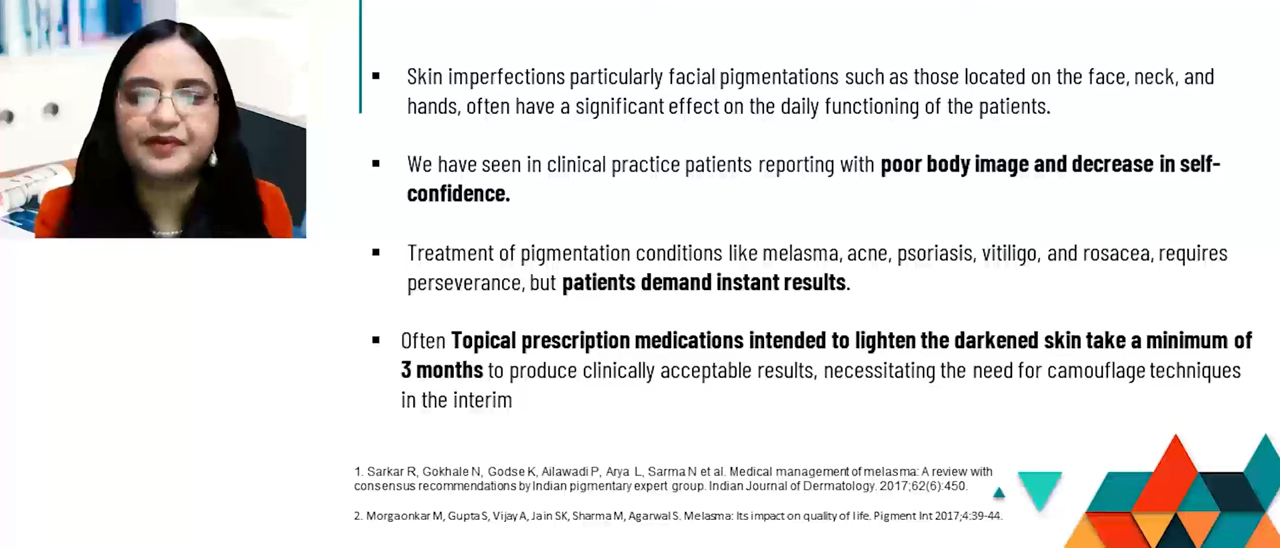 Skin imperfections particularly facial pigmentations such as those located on the face, neck, and
hands, often have a significant effect on the daily functioning of the patients.
We have seen in clinical practice patients reporting with poor body image and decrease in self-
confidence.
Treatment of pigmentation conditions like melasma, acne, psoriasis, vitiligo, and rosacea, requires
perseverance, but patients demand instant results.
Often Topical prescription medications intended to lighten the darkened skin take a minimum of
3 months to produce clinically acceptable results, necessitating the need for camouflage techniques
in the interim
1. Sarkar R, Gokhale N, Godse K, Ailawadi P, Arya L, Sarma N et al. Medical management of melasma: A review with
consensus recommendations by Indian pigmentary expert group. Indian Journal of Dermatology. 2017;62(6):450.
2. Morgaonkar M, Gupta S, Vijay A, Jain SK, Sharma M, Agarwal S. Melasma: Its impact on quality of life. Pigment Int 2017;4:39-44.